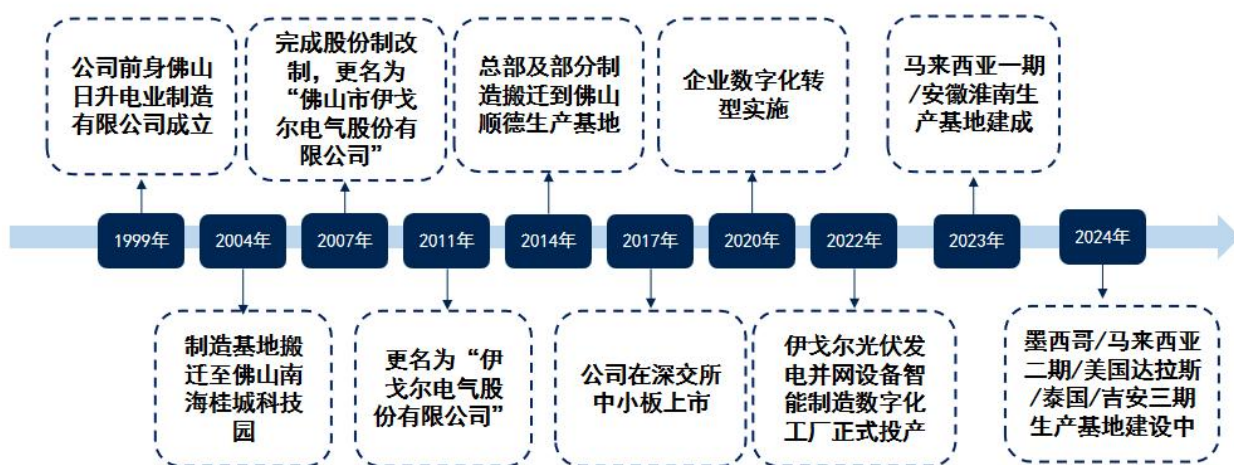 公司前身佛山
日升电业制造
有限公司成立
完成股份制改
制，更名为
“佛山市伊戈
尔电气股份有
限公司”
总部及部分制
造搬迁到佛山
顺德生产基地
企业数字化转
型实施
马来西亚一期
/安徽淮南生
产基地建成
1999年
2004年
2007年
2011年
2014年
2017年
2020年
2022年
2023年
2024年
制造基地搬
迁至佛山南
海桂城科技
园
更名为“伊
戈尔电气股
份有限公司”
公司在深交所
中小板上市
伊戈尔光伏发
电并网设备智
能制造数字化
工厂正式投产
墨西哥/马来西亚
二期/美国达拉斯
/泰国/吉安三期
生产基地建设中